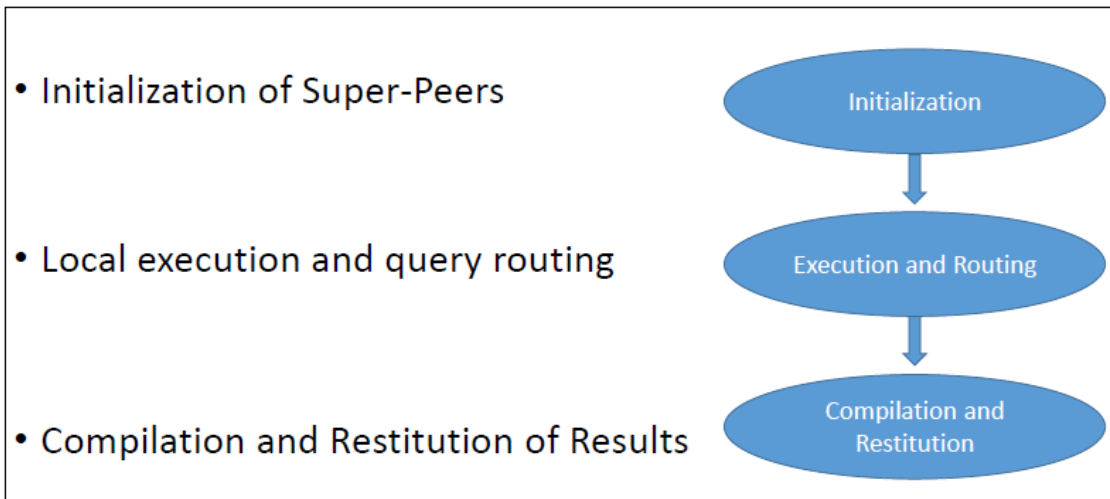 • Initialization of Super-Peers
Initialization
• Local execution and query routing
Execution and Routing
• Compilation and Restitution of Results
Compilation and
Restitution